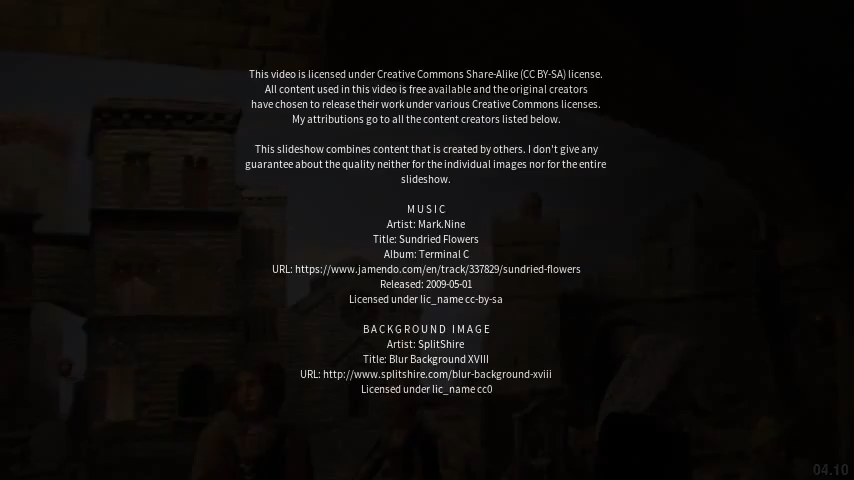 This video is licensed under Creative Commons Share-Alike (CC BY-SA) license.
All content used in this video is free available and the original creators
have chosen to release their work under various Creative Commons licenses.
My attributions go to all the content creators listed below.
This slideshow combines content that is created by others. I don't give any
guarantee about the quality neither for the individual images nor for the entire
slideshow.
MUSIC
Artist: Mark.Nine
Title: Sundried Flowers
Album: Terminal C
URL: https://www.jamendo.com/en/track/337829/sundried-flowers
Released: 2009-05-01
Licensed under lic_name cc-by-sa
BACKGROUND IMAGE
Artist: SplitShire
Title: Blur Background XVIII
URL: http://www.splitshire.com/blur-background-xviii
Licensed under lic_name cc0
04.10